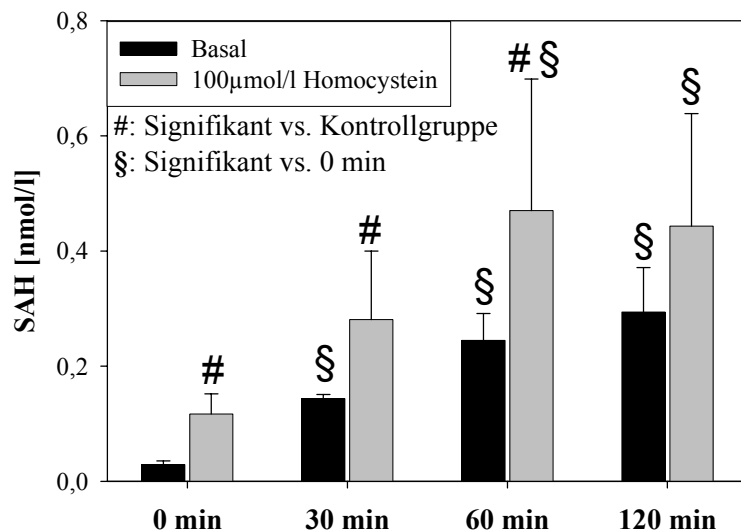 0,8
Basal
100µmol/l Homocystein
# §
§
#: Signifikant vs. Kontrollgruppe
§: Signifikant vs. 0 min
0,6
SAH [nmol/l]
0,4
#
§
§
0,2
#
§
0,0
0 min 30 min 60 min 120 min